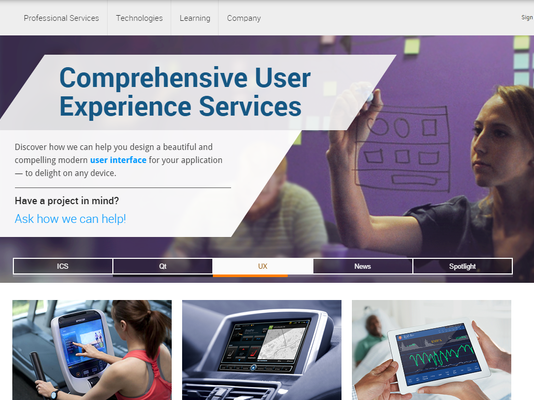 Professional Services
Technologies
Learning
Company
Sign
Comprehensive User
Experience Services
Discover how we can help you design a beautiful and
compelling modern user interface for your application
— to delight on any device.
Have a project in mind?
Ask how we can help!
ICS
Qt
UX
News
Spotlight